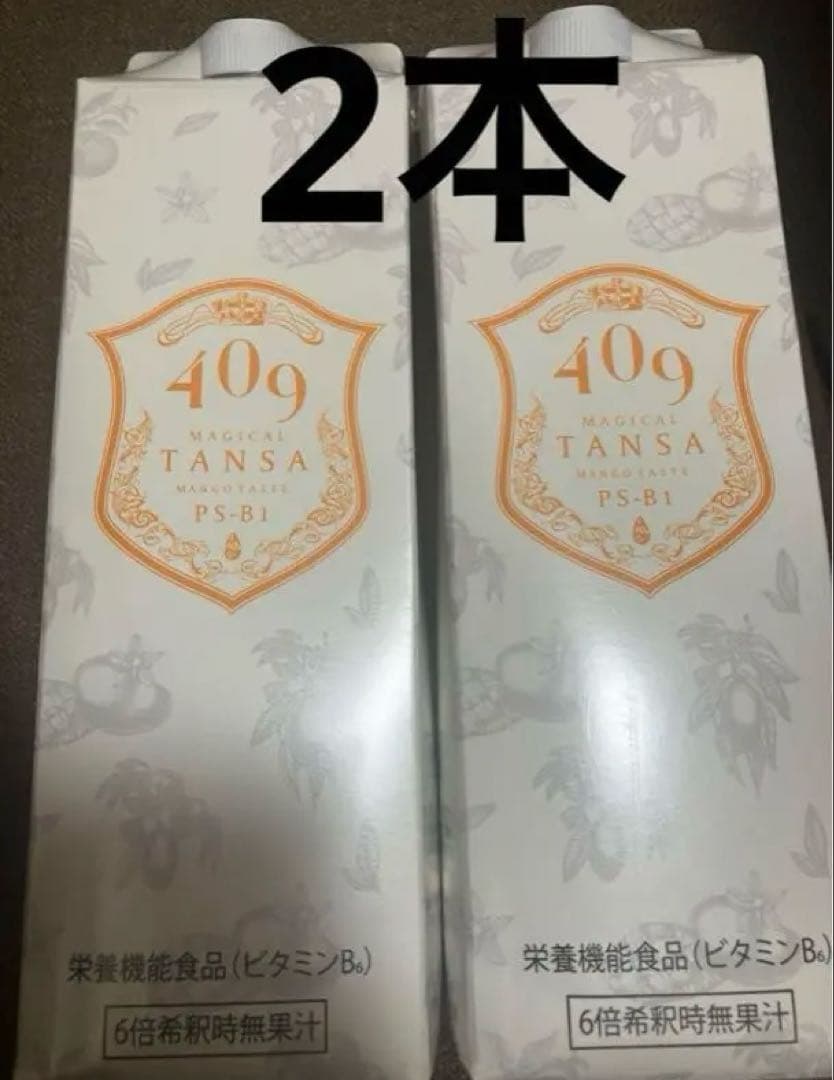 2本
409
MAGICAL
TANSA
MANGO TASTE
PS-B1
栄養機能食品(ビタミンB₆)
6倍希釈時無果汁
409
MAGICAL
TANSA
MANGO TASTE
PS-B1
栄養機能食品(ビタミンB₆)
6倍希釈時無果汁